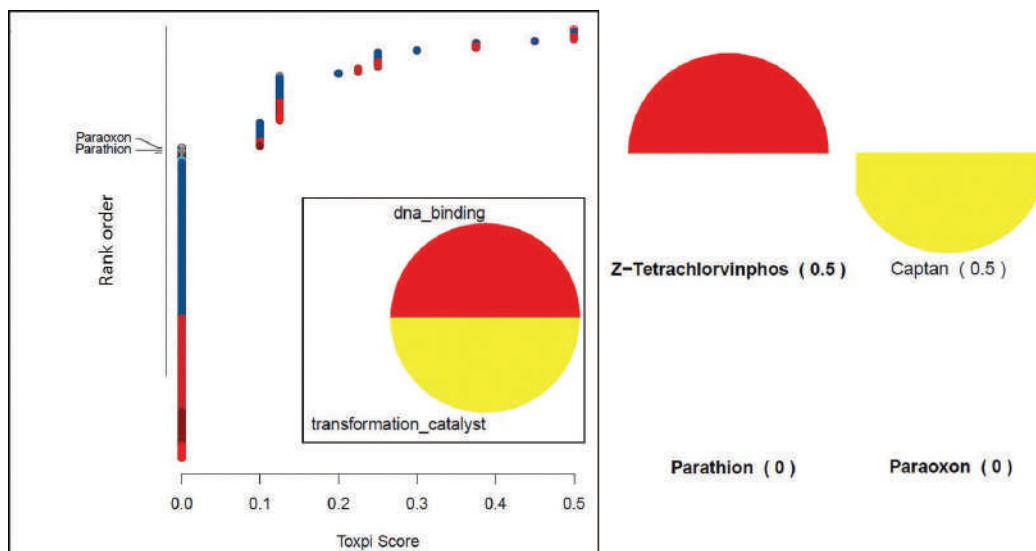 Paraoxon
Parathion
Rank order
dna_binding
transformation_catalyst
0.0 0.1 0.2 0.3 0.4 0.5
Toxpi Score
Z−Tetrachlorvinphos ( 0.5 )
Captan ( 0.5 )
Parathion ( 0 )
Paraoxon ( 0 )